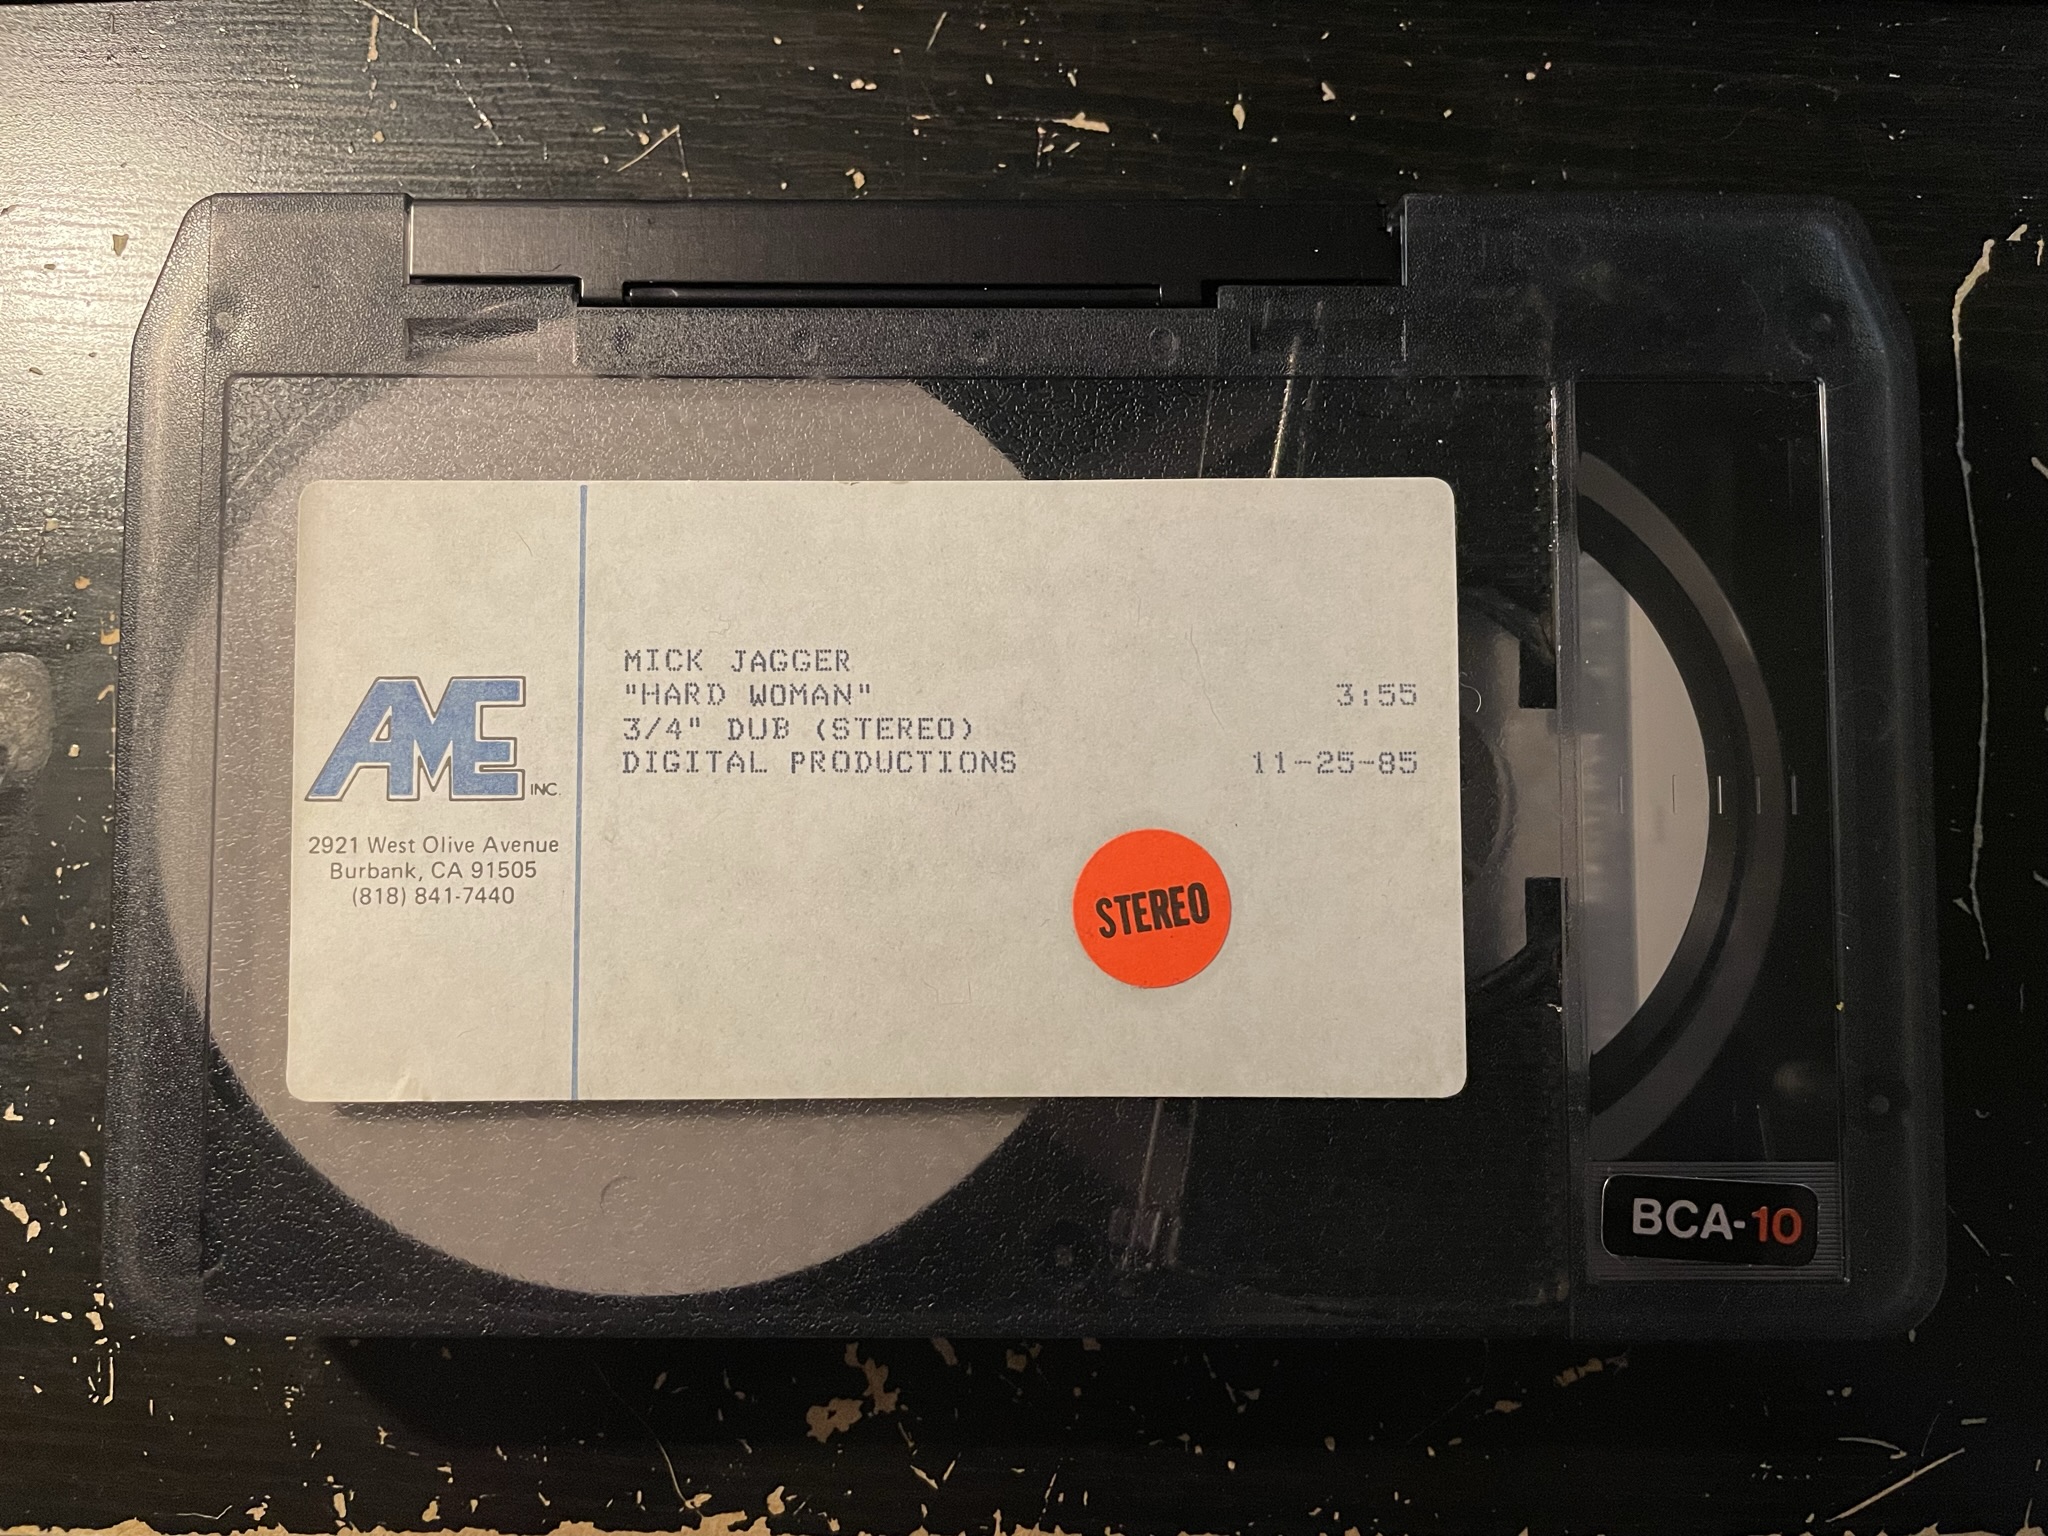 AME INC.
2921 West Olive Avenue
Burbank, CA 91505
(818) 841-7440
MICK JAGGER
"HARD WOMAN" 3:55
3/4" DUB (STEREO)
DIGITAL PRODUCTIONS 11-25-85
STEREO
BCA-10